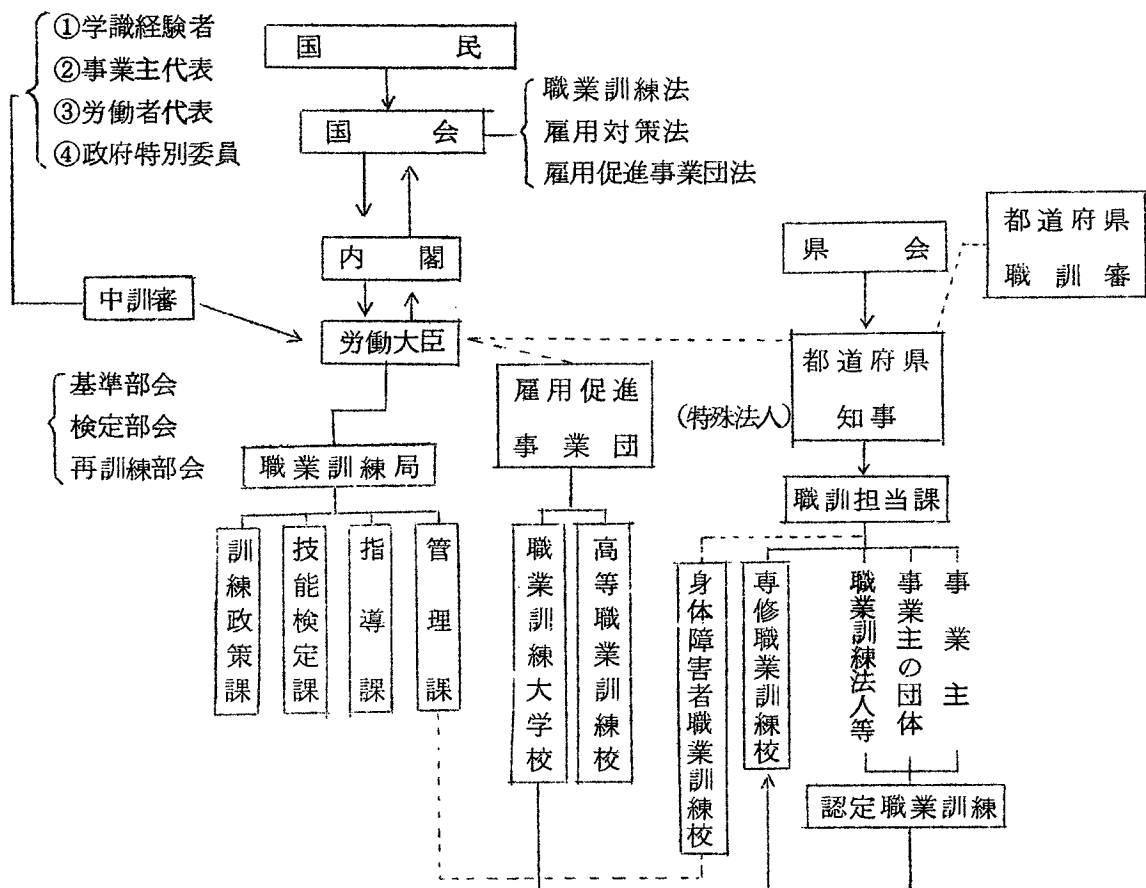 ①学識経験者
②事業主代表
③労働者代表
④政府特別委員
国民
国会
職業訓練法
雇用対策法
雇用促進事業団法
内閣
県会
都道府県
職訓審
中訓審
労働大臣
都道府県
知事
基準部会
検定部会
再訓練部会
雇用促進
事業団
(特殊法人)
職業訓練局
職訓担当課
訓練政策課
技能検定課
指導課
管理課
職業訓練大学校
高等職業訓練校
身体障害者職業訓練校
専修職業訓練校
職業訓練法人等
事業主の団体
事業主
認定職業訓練